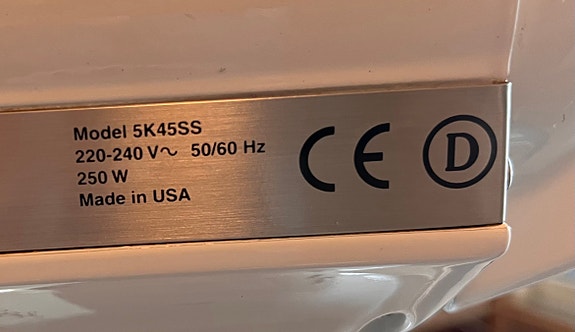 Model 5K45SS
220-240 V~ 50/60 Hz
250 W
Made in USA
CE
D